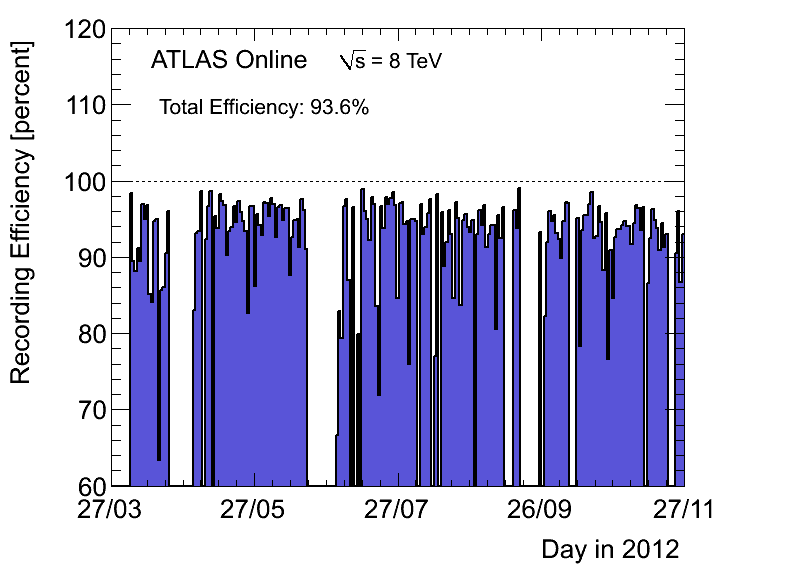 120
ATLAS Online √s = 8 TeV
110
Total Efficiency: 93.6%
100
90
80
70
60
Recording Efficiency [percent]
27/03 27/05 27/07 26/09 27/11
Day in 2012